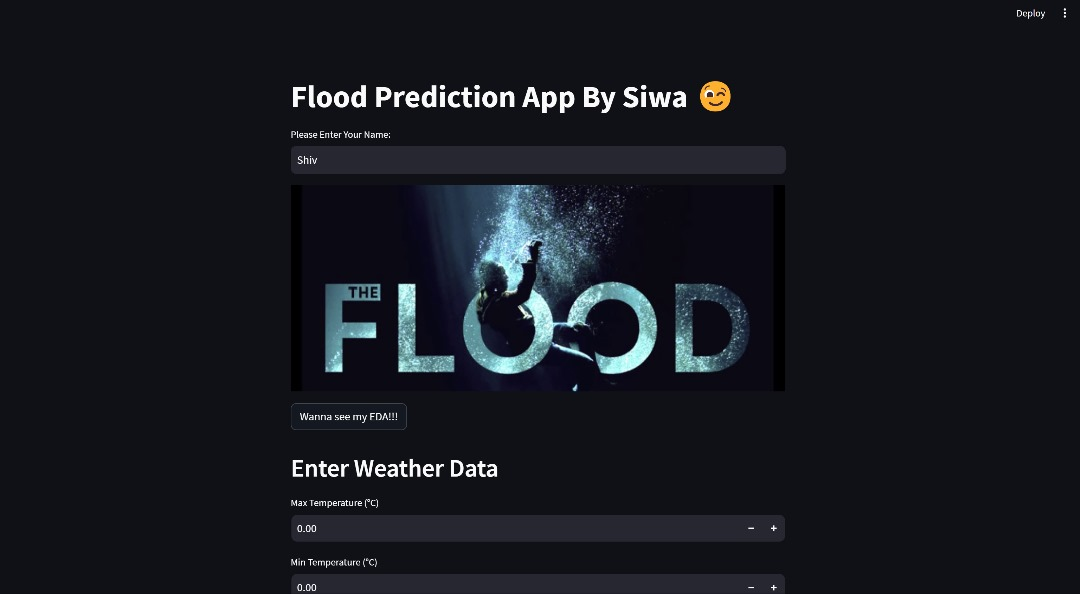 Deploy
Flood Prediction App By Siwa 😉
Please Enter Your Name:
Shiv
THE
FLOOD
Wanna see my EDA!!!
Enter Weather Data
Max Temperature (°C)
0.00
Min Temperature (°C)
0.00